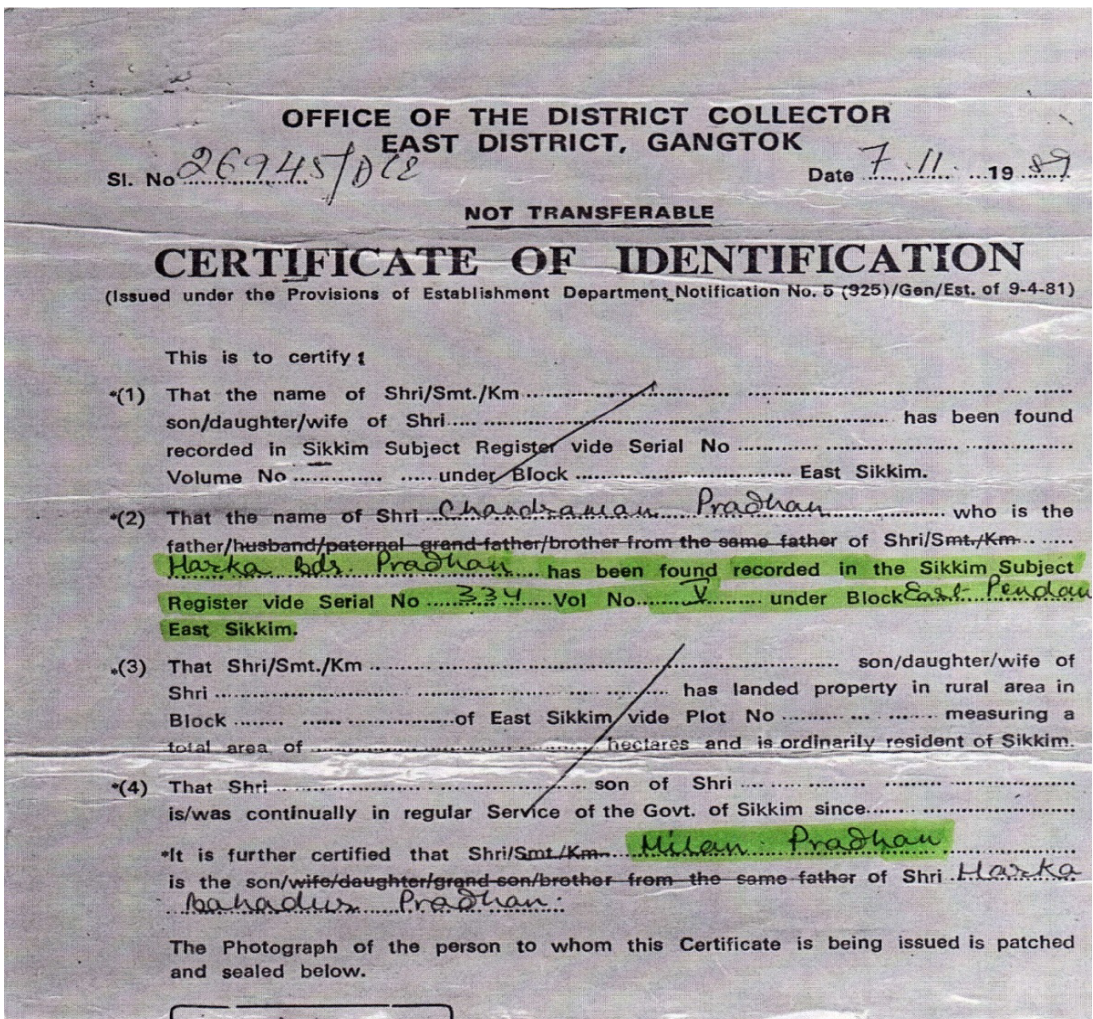 OFFICE OF THE DISTRICT COLLECTOR
EAST DISTRICT, GANGTOK
Sl. No 26945/DCE Date 7.11. 1989
NOT TRANSFERABLE
CERTIFICATE OF IDENTIFICATION
(Issued under the Provisions of Establishment Department Notification No. 5 (925)/Gen/Est. of 9-4-81)
This is to certify :
*(1) That the name of Shri/Smt./Km ........................................
son/daughter/wife of Shri........................................ has been found
recorded in Sikkim Subject Register vide Serial No ........................................
Volume No .................... under Block ........................................ East Sikkim.
*(2) That the name of Shri Chandraman Pradhan who is the
father/husband/paternal grand father/brother from the same father of Shri/Smt./Km
Harka Bdr. Pradhan has been found recorded in the Sikkim Subject
Register vide Serial No 334 Vol No. V under Block East Pendam
East Sikkim.
*(3) That Shri/Smt./Km ........................................ son/daughter/wife of
Shri ........................................ has landed property in rural area in
Block ....................of East Sikkim vide Plot No .................... measuring a
total area of ........................................ hectares and is ordinarily resident of Sikkim.
*(4) That Shri ........................................ son of Shri ........................................
is/was continually in regular Service of the Govt. of Sikkim since........................................
*It is further certified that Shri/Smt./Km Milan Pradhan
is the son/wife/daughter/grand son/brother from the same father of Shri Harka
Bahadur Pradhan.
The Photograph of the person to whom this Certificate is being issued is patched
and sealed below.